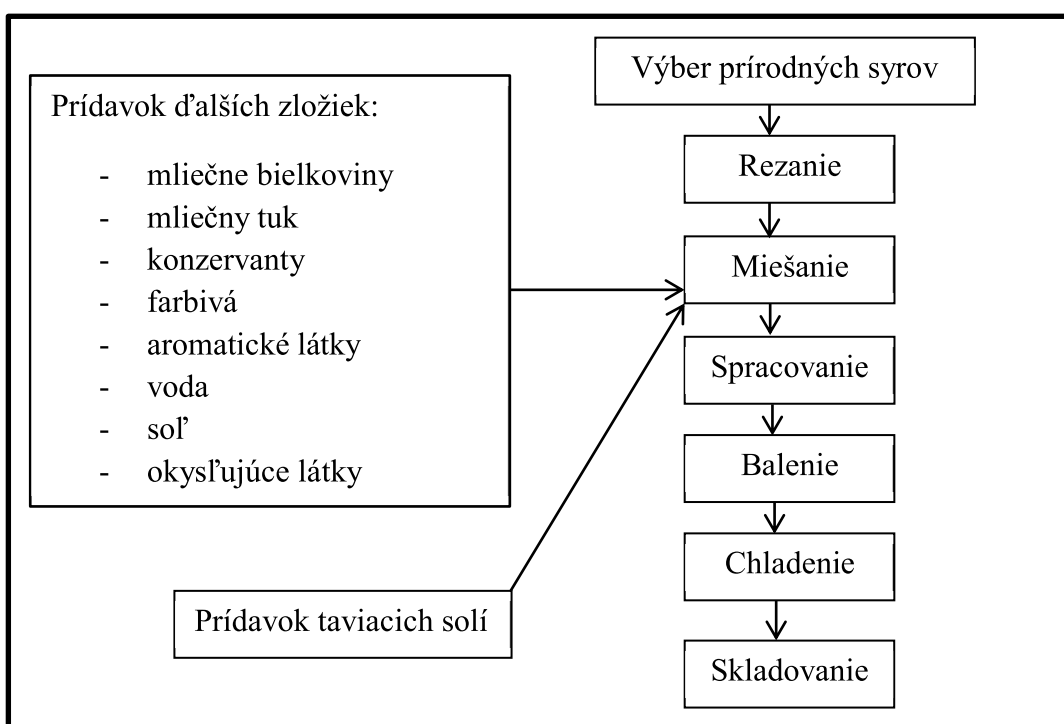 Výber prírodných syrov
Prídavok ďalších zložiek:
- mliečne bielkoviny
- mliečny tuk
- konzervanty
- farbivá
- aromatické látky
- voda
- soľ
- okysľujúce látky
Rezanie
Miešanie
Spracovanie
Balenie
Chladenie
Prídavok taviacich solí
Skladovanie